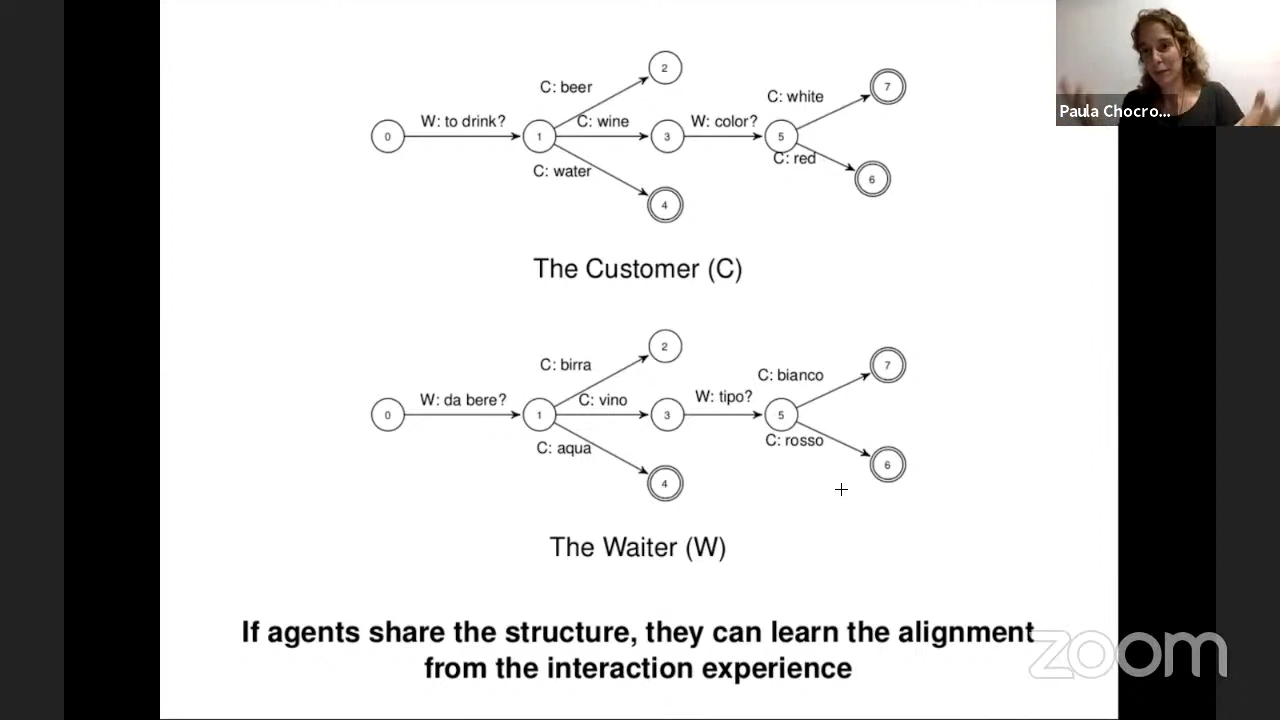 2
C: beer
C: white
7
W: to drink?
C: wine
W: color?
0
1
3
5
C: red
C: water
6
4
The Customer (C)
2
C: birra
C: bianco
7
W: da bere?
C: vino
W: tipo?
0
1
3
5
C: rosso
C: aqua
6
4
The Waiter (W)
If agents share the structure, they can learn the alignment
from the interaction experience
Paula Chocro...
zoom